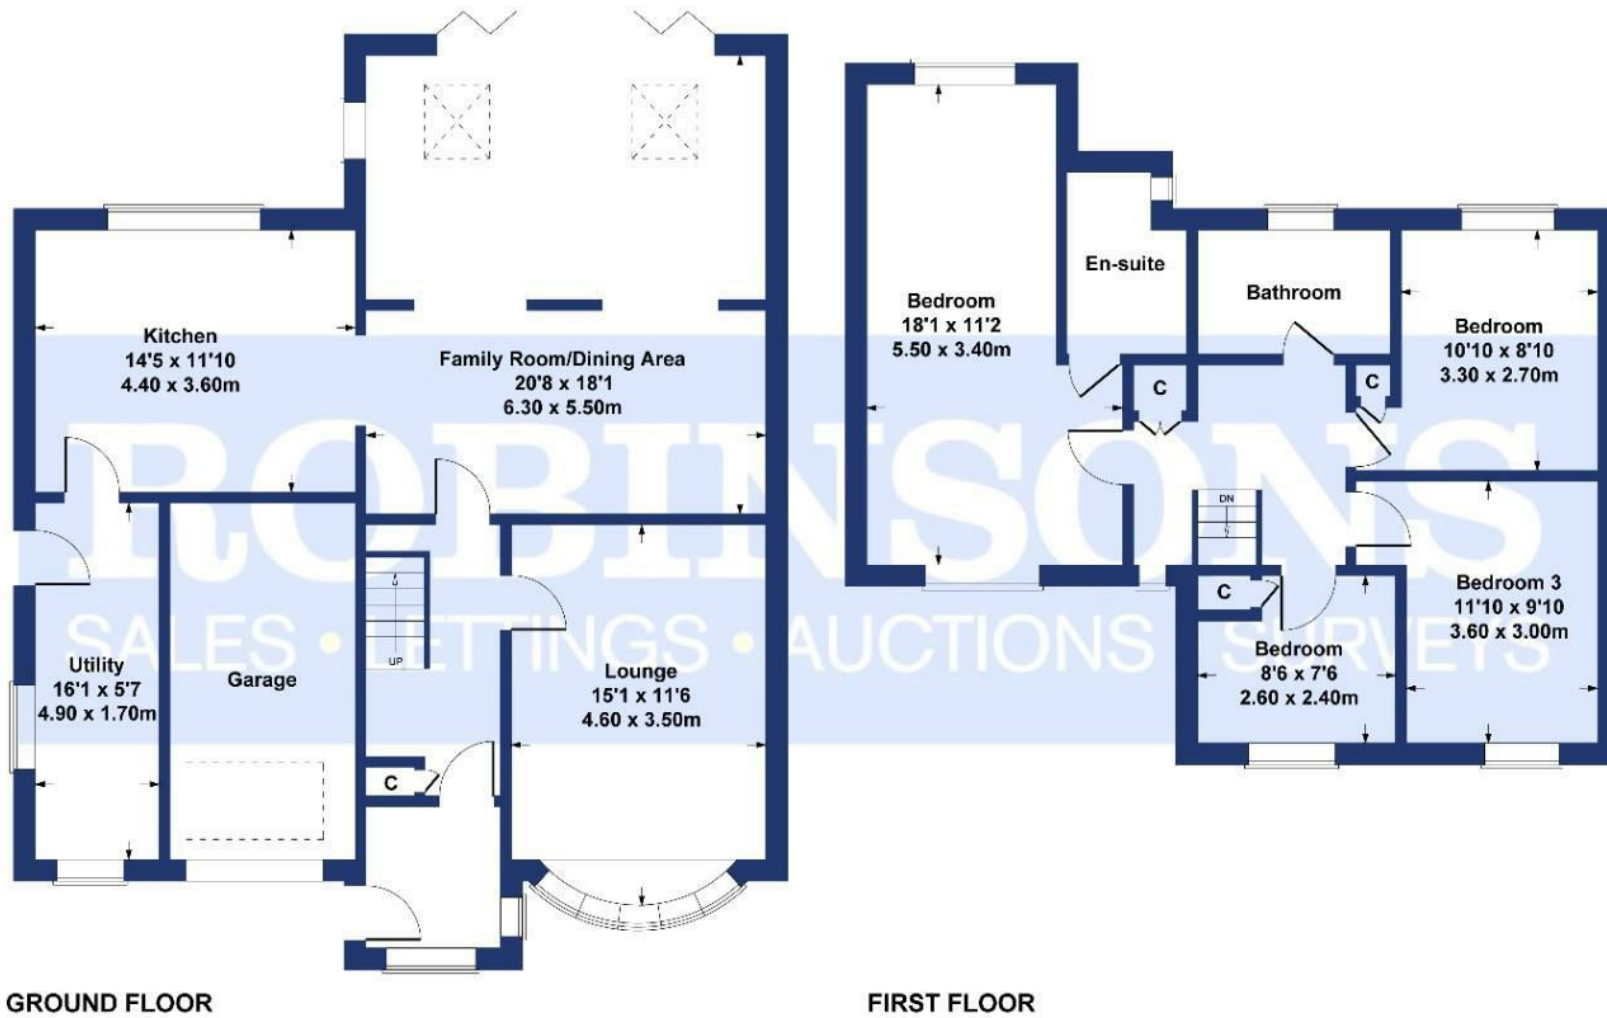 Kitchen
14'5 x 11'10
4.40 x 3.60m
Family Room/Dining Area
20'8 x 18'1
6.30 x 5.50m
Utility
16'1 x 5'7
4.90 x 1.70m
Garage
UP
C
Lounge
15'1 x 11'6
4.60 x 3.50m
GROUND FLOOR
Bedroom
18'1 x 11'2
5.50 x 3.40m
En-suite
Bathroom
Bedroom
10'10 x 8'10
3.30 x 2.70m
C
C
DN
C
Bedroom
8'6 x 7'6
2.60 x 2.40m
Bedroom 3
11'10 x 9'10
3.60 x 3.00m
FIRST FLOOR
ROBINSONS
SALES • LETTINGS • AUCTIONS • SURVEYS